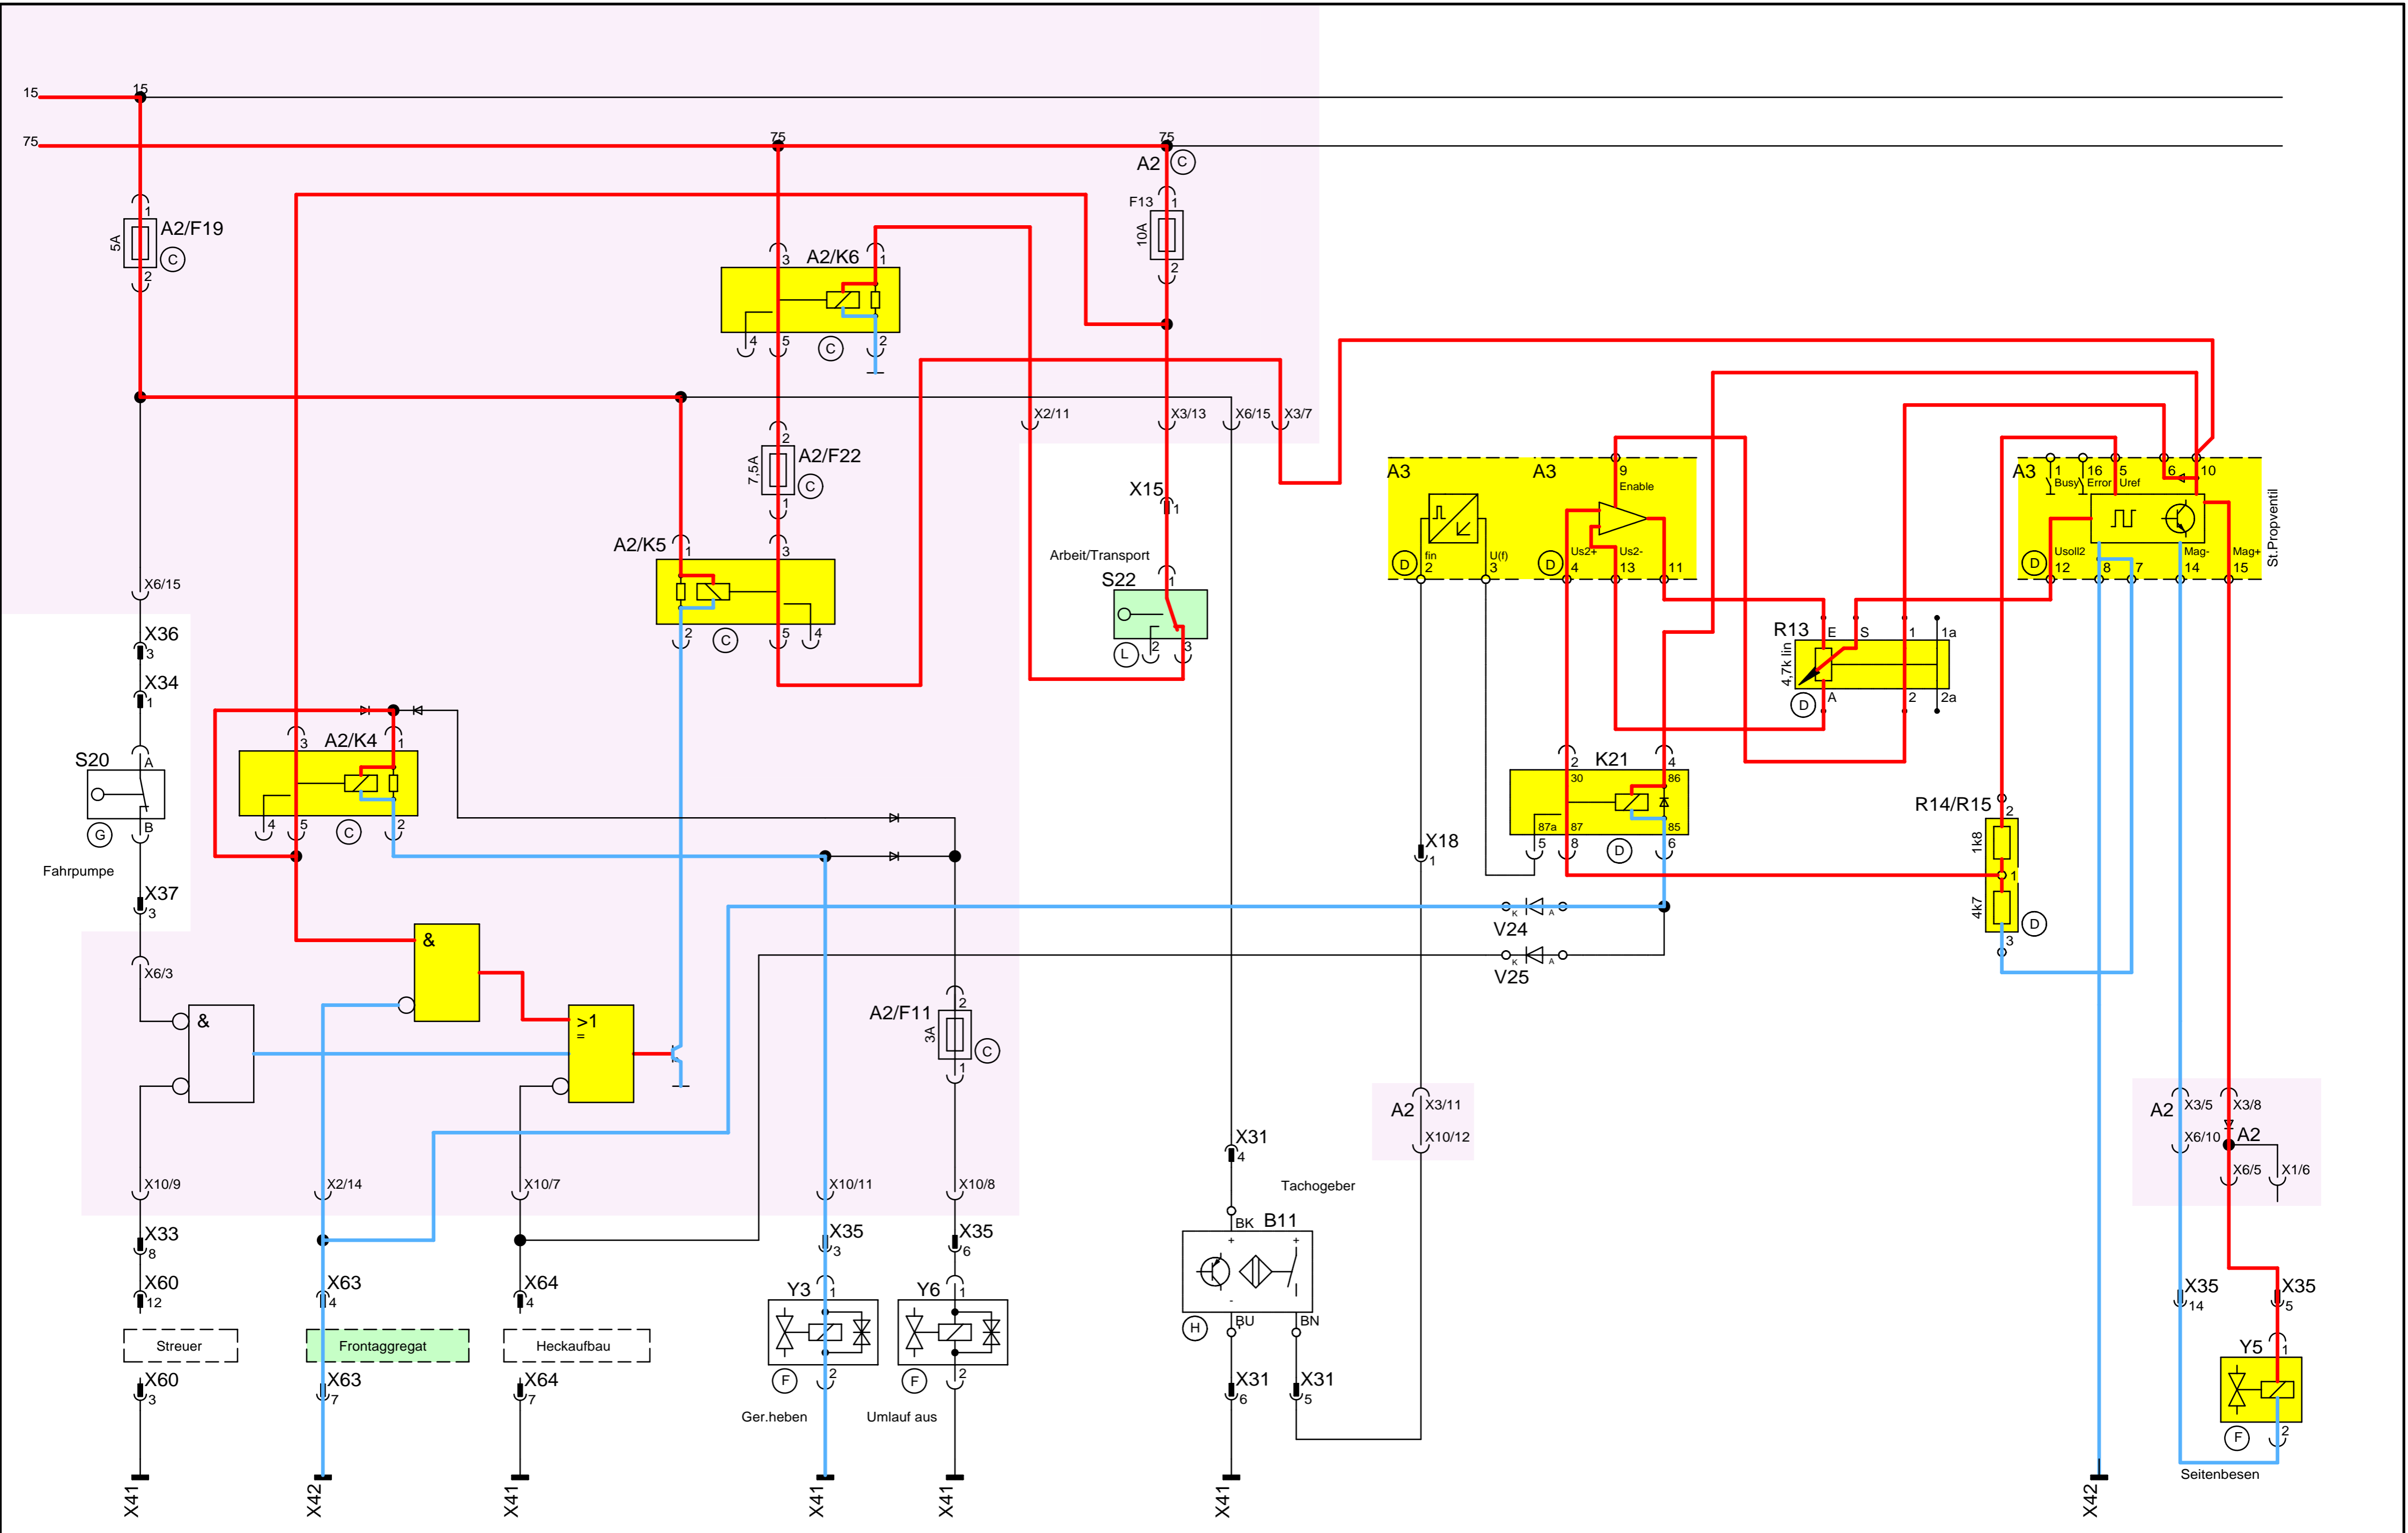 15
15
75
75
75
A2
C
1
5A
A2/F19
C
2
F13
1
10A
2
3
A2/K6
1
4
5
C
2
X2/11
X3/13
X6/15
X3/7
2
7,5A
A2/F22
C
1
A2/K5
1
3
2
C
5
4
X15
1
Arbeit/Transport
S22
1
L
2
3
X6/15
X36
3
X34
1
S20
A
G
B
Fahrpumpe
X37
3
X6/3
3
A2/K4
1
4
5
C
2
&
&
>1
=
A2/F11
2
3A
C
1
A3
D
fin
2
U(f)
3
A3
9
Enable
D
Us2+
4
Us2-
13
11
A3
1
Busy
16
Error
5
Uref
6
10
St.Propventil
D
Usoll2
12
8
7
Mag-
14
Mag+
15
R13
E
S
1
1a
4,7k lin
D
A
2
2a
K21
2
30
4
86
87a
87
85
5
8
D
6
X18
1
R14/R15
2
1k8
1
4k7
3
D
K
A
V24
K
A
V25
A2
X3/11
X10/12
A2
X3/5
X3/8
X6/10
A2
X6/5
X1/6
X10/9
X2/14
X10/7
X10/11
X10/8
X33
8
X60
12
Streuer
X60
3
X41
X63
4
Frontaggregat
X63
7
X42
X64
4
Heckaufbau
X64
7
X41
X35
3
Y3
1
F
2
Ger.heben
X41
X35
6
Y6
1
F
2
Umlauf aus
X41
X31
4
Tachogeber
BK
B11
+
+
-
H
BU
BN
X31
6
X31
5
X41
X42
X35
14
X35
5
Y5
1
F
2
Seitenbesen